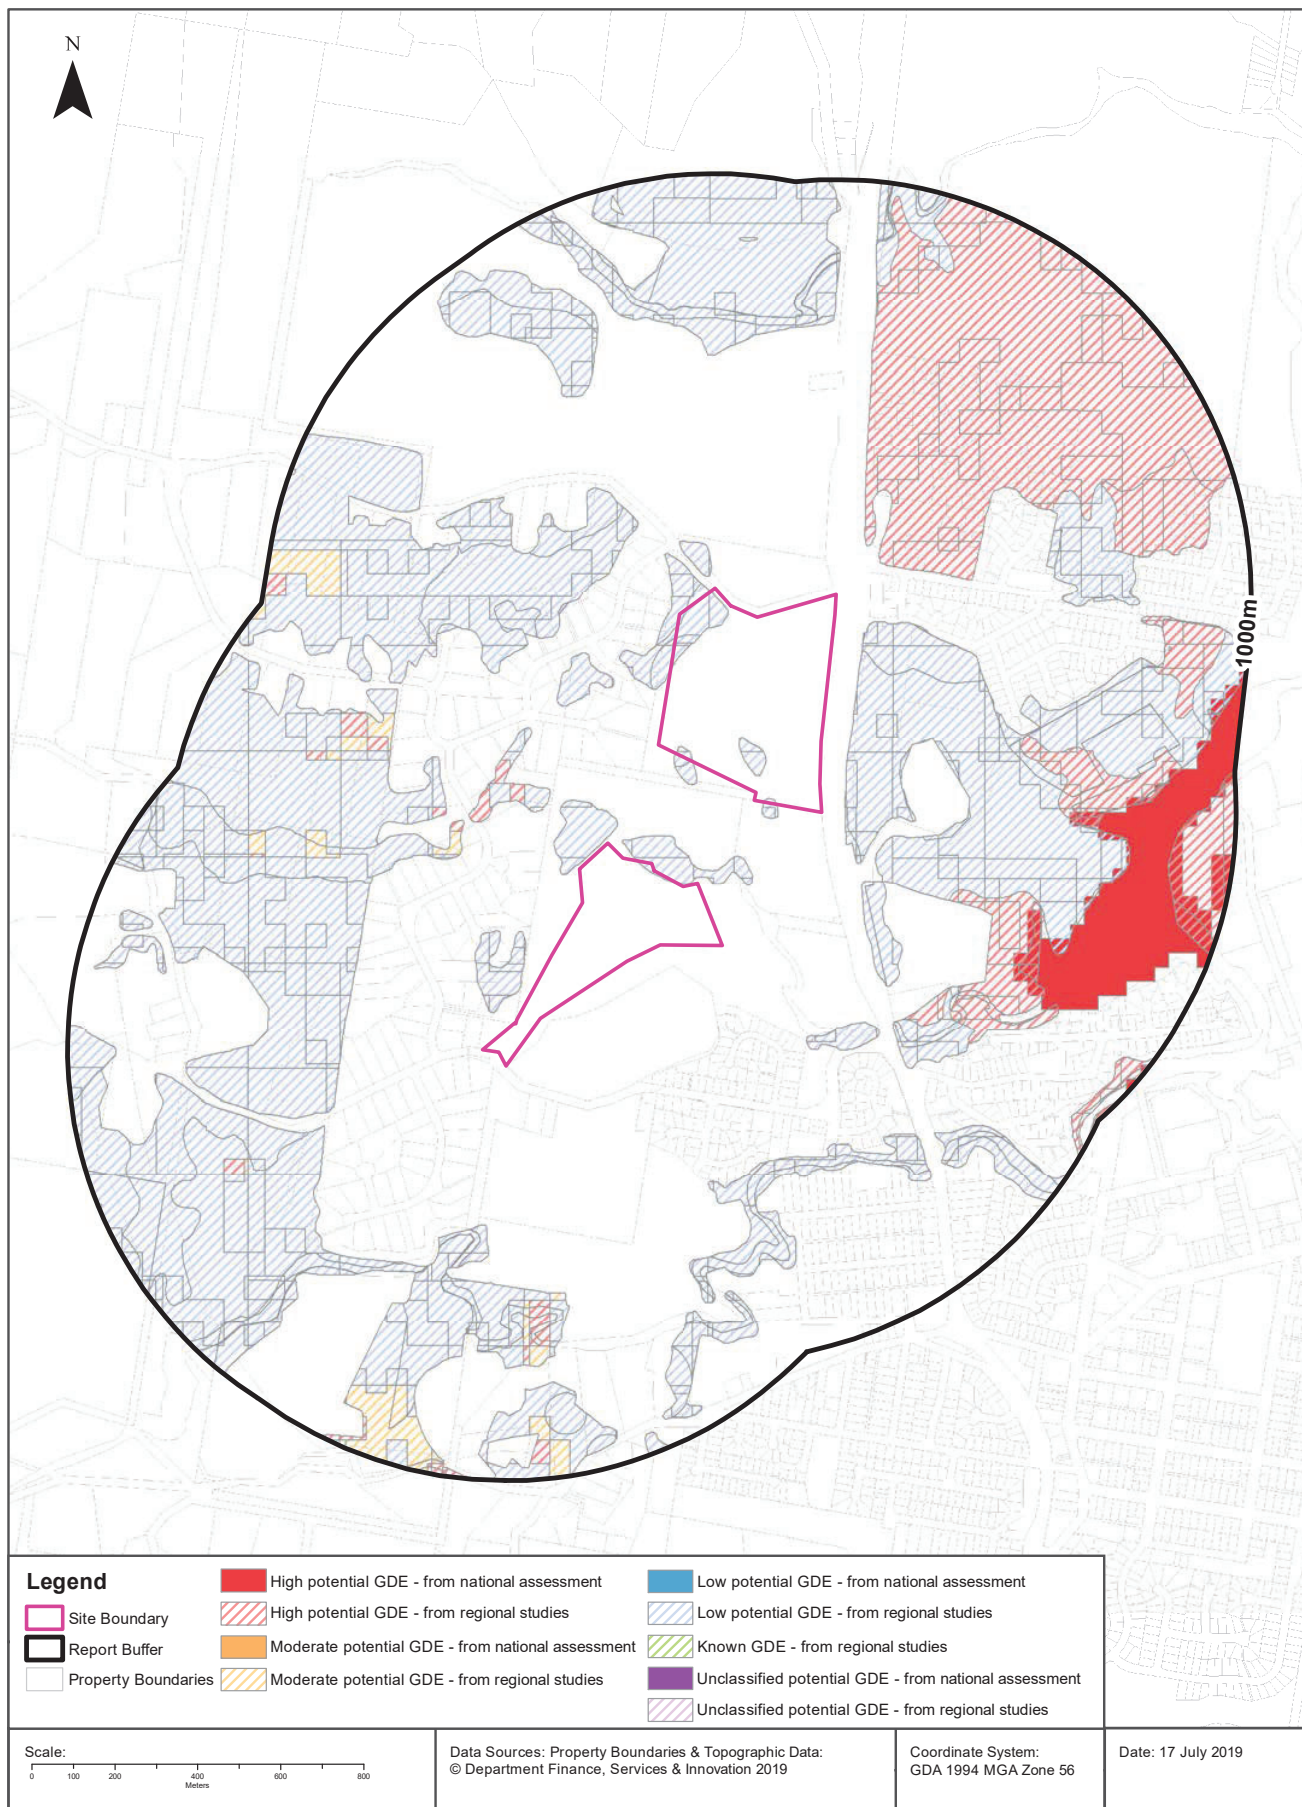 N
1000m
Legend
Site Boundary
Report Buffer
Property Boundaries
High potential GDE - from national assessment
High potential GDE - from regional studies
Moderate potential GDE - from national assessment
Moderate potential GDE - from regional studies
Low potential GDE - from national assessment
Low potential GDE - from regional studies
Known GDE - from regional studies
Unclassified potential GDE - from national assessment
Unclassified potential GDE - from regional studies
Scale:
0 100 200 400 600 800
Meters
Data Sources: Property Boundaries & Topographic Data:
© Department Finance, Services & Innovation 2019
Coordinate System:
GDA 1994 MGA Zone 56
Date: 17 July 2019